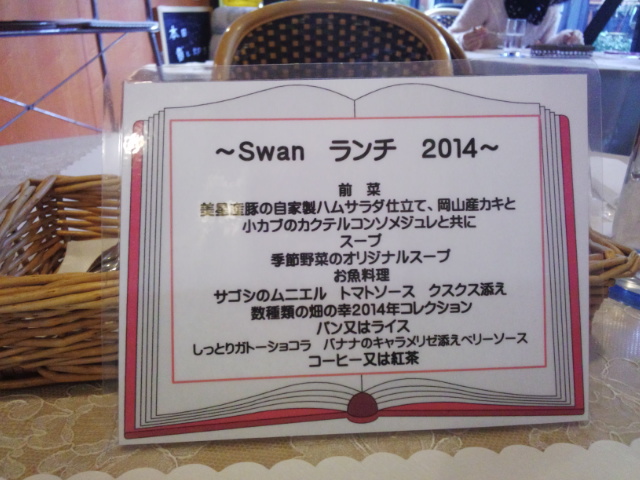 本日
~Swan ランチ 2014~
前 菜
美星豚の自家製ハムサラダ仕立て、岡山産カキと
小カブのカクテルコンソメジュレと共に
スープ
季節野菜のオリジナルスープ
お魚料理
サゴシのムニエル トマトソース クスクス添え
数種類の畑の幸2014年コレクション
パン又はライス
しっとりガトーショコラ バナナのキャラメリゼ添えベリーソース
コーヒー又は紅茶